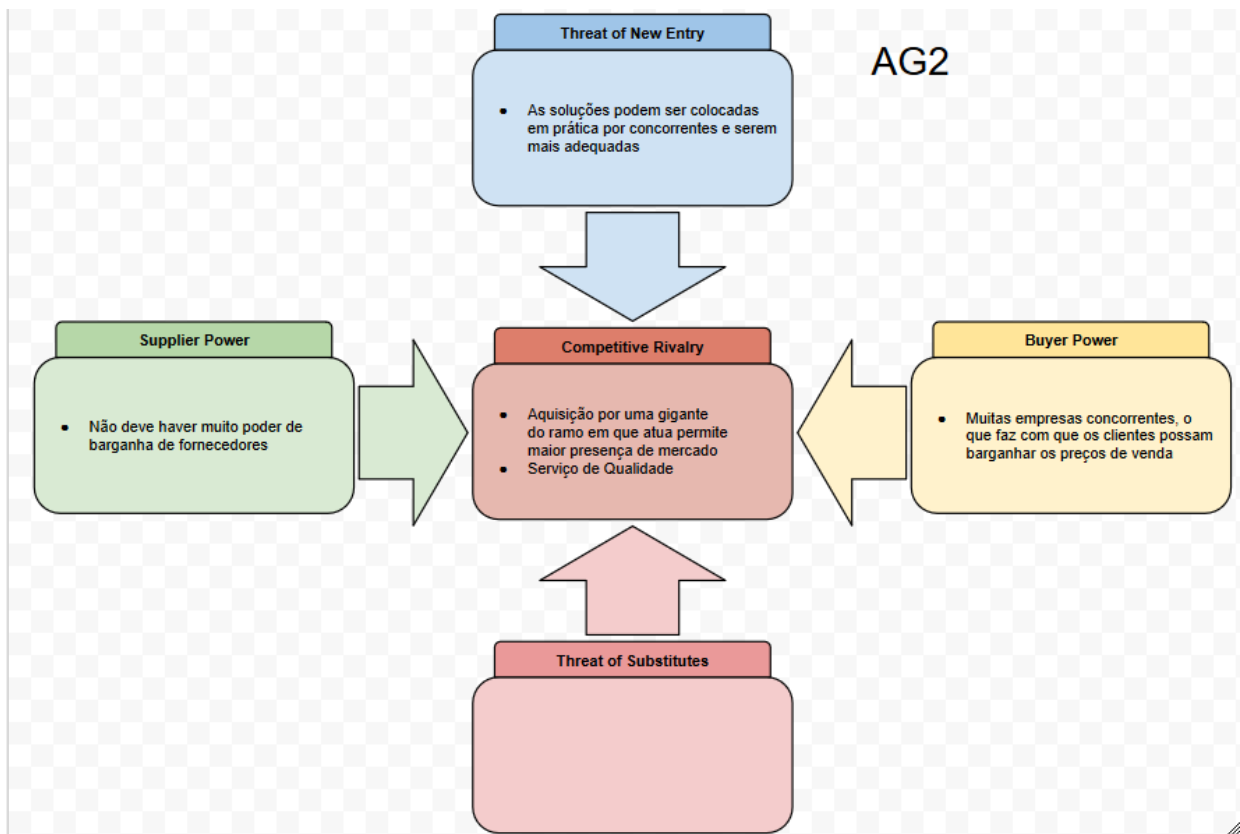 Threat of New Entry
AG2
• As soluções podem ser colocadas
em prática por concorrentes e serem
mais adequadas
Supplier Power
• Não deve haver muito poder de
barganha de fornecedores
Competitive Rivalry
• Aquisição por uma gigante
do ramo em que atua permite
maior presença de mercado
• Serviço de Qualidade
Buyer Power
• Muitas empresas concorrentes, o
que faz com que os clientes possam
barganhar os preços de venda
Threat of Substitutes